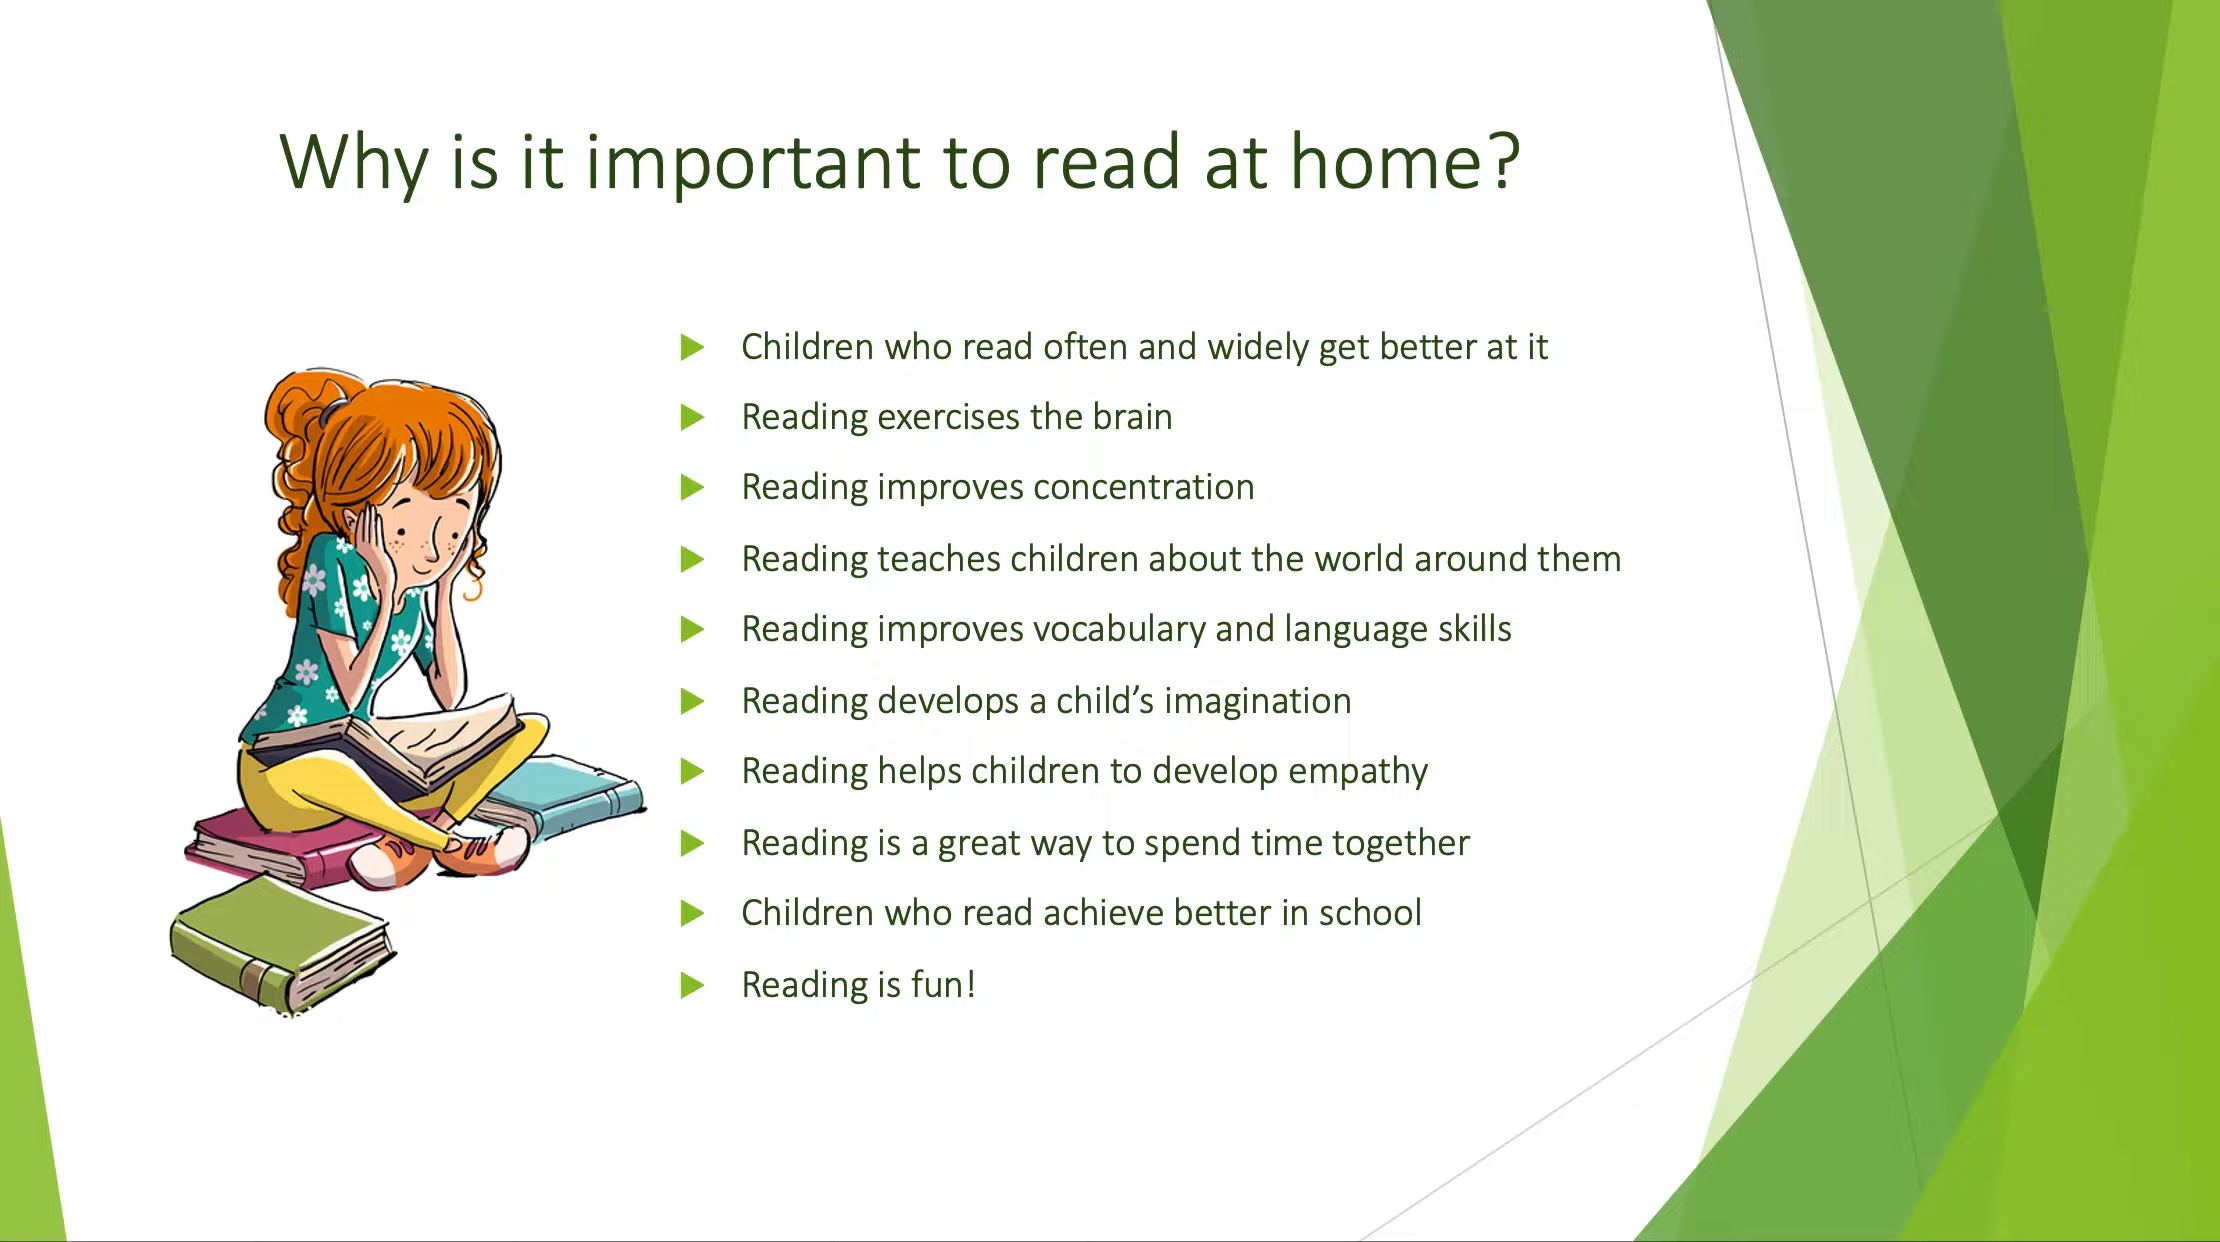 Why is it important to read at home?
Children who read often and widely get better at it
Reading exercises the brain
Reading improves concentration
Reading teaches children about the world around them
Reading improves vocabulary and language skills
Reading develops a child’s imagination
Reading helps children to develop empathy
Reading is a great way to spend time together
Children who read achieve better in school
Reading is fun!